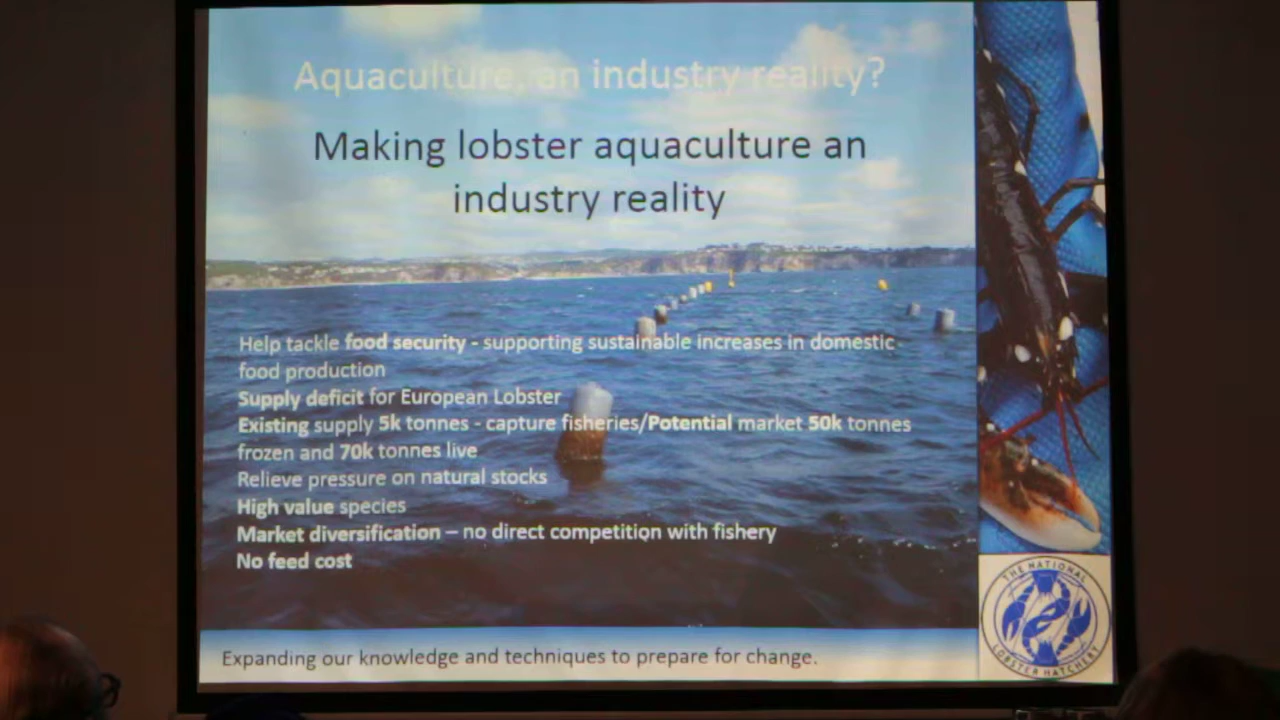 Aquaculture, an industry reality?
Making lobster aquaculture an
industry reality
Help tackle food security - supporting sustainable increases in domestic
food production
Supply deficit for European Lobster
Existing supply 5k tonnes - capture fisheries/Potential market 50k tonnes
frozen and 70k tonnes live
Relieve pressure on natural stocks
High value species
Market diversification – no direct competition with fishery
No feed cost
Expanding our knowledge and techniques to prepare for change.
THE NATIONAL
LOBSTER HATCHERY